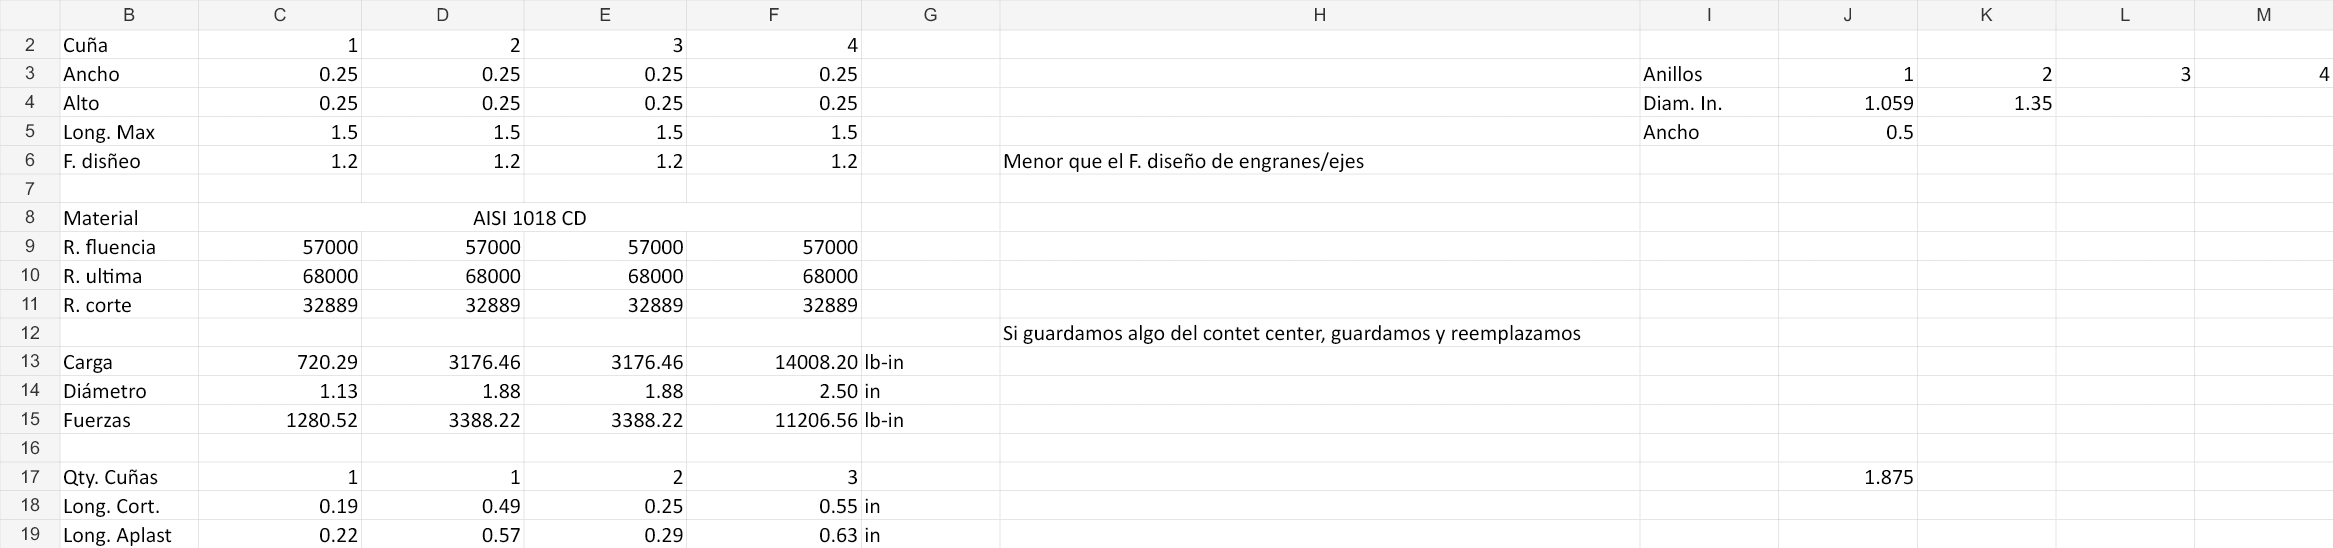 B C D E F G H I J K L M
2 Cuña 1 2 3 4
3 Ancho 0.25 0.25 0.25 0.25 Anillos 1 2 3 4
4 Alto 0.25 0.25 0.25 0.25 Diam. In. 1.059 1.35
5 Long. Max 1.5 1.5 1.5 1.5 Ancho 0.5
6 F. disñeo 1.2 1.2 1.2 1.2 Menor que el F. diseño de engranes/ejes
7
8 Material AISI 1018 CD
9 R. fluencia 57000 57000 57000 57000
10 R. ultima 68000 68000 68000 68000
11 R. corte 32889 32889 32889 32889
12 Si guardamos algo del contet center, guardamos y reemplazamos
13 Carga 720.29 3176.46 3176.46 14008.20 lb-in
14 Diámetro 1.13 1.88 1.88 2.50 in
15 Fuerzas 1280.52 3388.22 3388.22 11206.56 lb-in
16
17 Qty. Cuñas 1 1 2 3 1.875
18 Long. Cort. 0.19 0.49 0.25 0.55 in
19 Long. Aplast 0.22 0.57 0.29 0.63 in